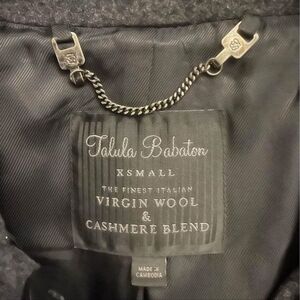 Talula Babaton
XSMALL
THE FINEST ITALIAN
VIRGIN WOOL
&
CASHMERE BLEND
MADE IN
CAMBODIA